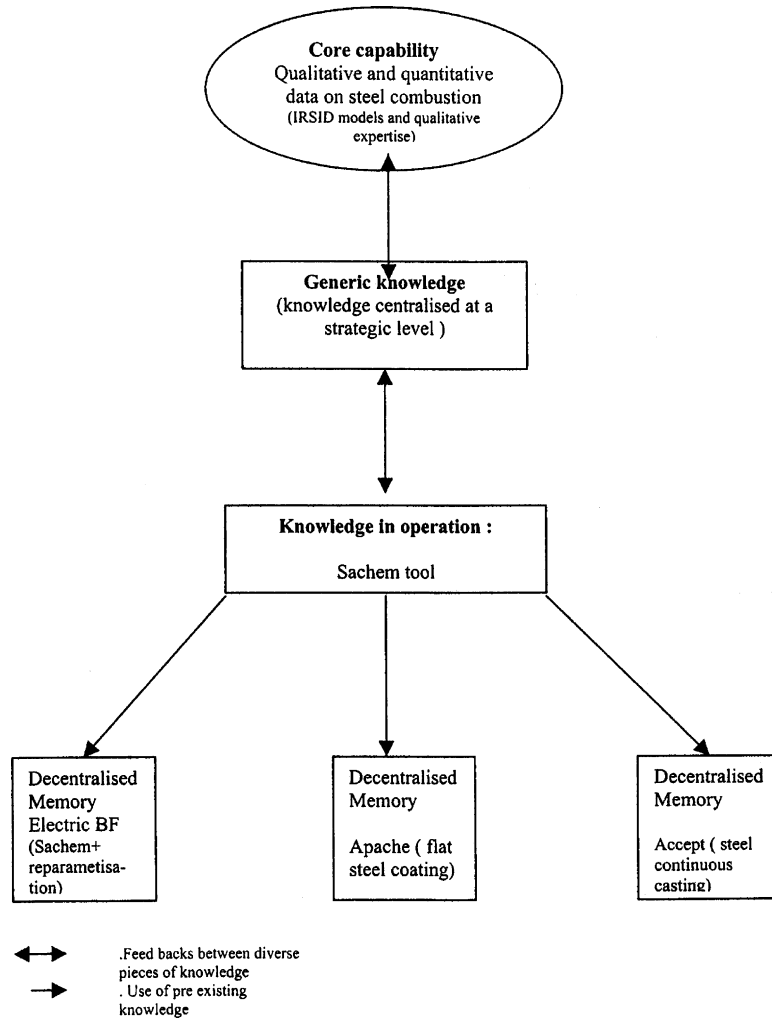 Core capability
Qualitative and quantitative
data on steel combustion
(IRSID models and qualitative
expertise)
Generic knowledge
(knowledge centralised at a
strategic level )
Knowledge in operation :
Sachem tool
Decentralised
Memory
Electric BF
(Sachem+
reparametisa-
tion)
Decentralised
Memory
Apache ( flat
steel coating)
Decentralised
Memory
Accept ( steel
continuous
casting)
.Feed backs between diverse
pieces of knowledge
. Use of pre existing
knowledge